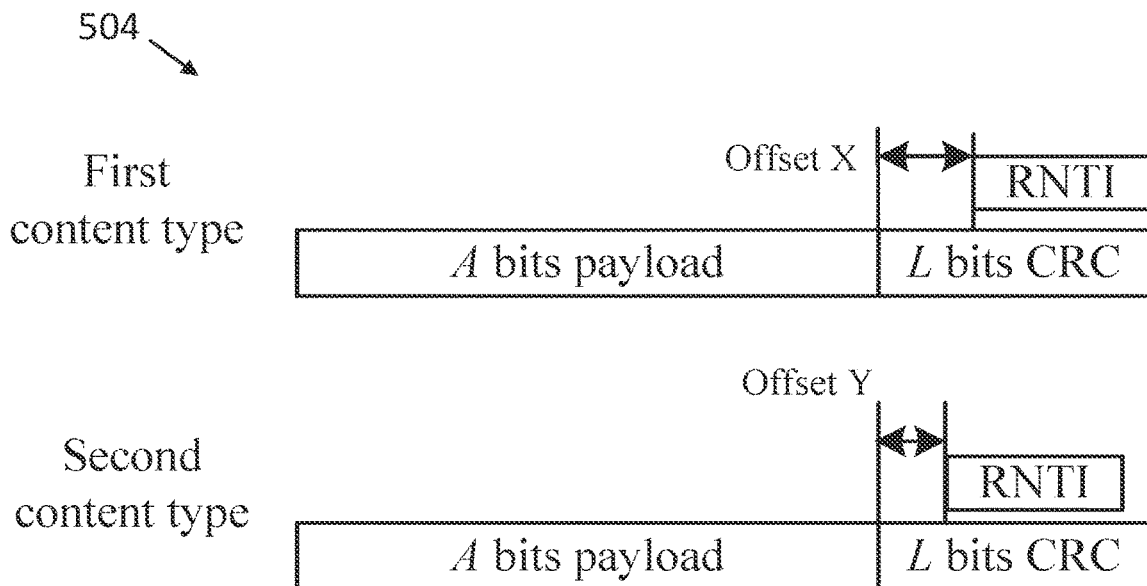 504
First
content type
Offset X
RNTI
A bits payload
L bits CRC
Second
content type
Offset Y
RNTI
A bits payload
L bits CRC